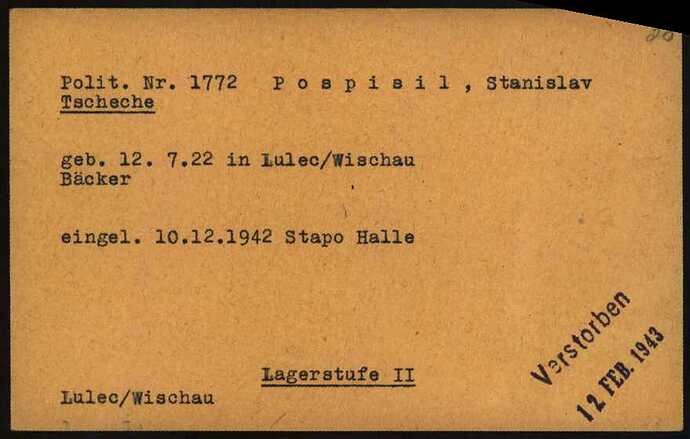 Polit. Nr. 1772 P o s p i s i l , Stanislav
Tscheche
geb. 12. 7.22 in Lulec/Wischau
Bäcker
eingel. 10.12.1942 Stapo Halle
Verstorben
12 FEB. 1943
Lagerstufe II
Lulec/Wischau